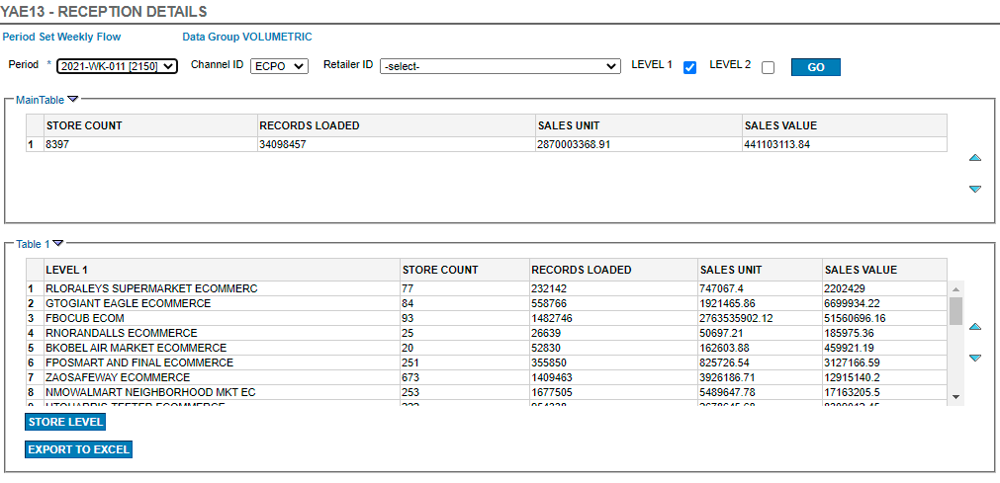 YAE13 - RECEPTION DETAILS
Period Set Weekly Flow Data Group VOLUMETRIC
Period * 2021-WK-011 [2150] Channel ID ECPO Retailer ID -select- LEVEL 1 LEVEL 2 GO
MainTable
STORE COUNT RECORDS LOADED SALES UNIT SALES VALUE
1 8397 34098457 2870003368.91 441103113.84
Table 1
LEVEL 1 STORE COUNT RECORDS LOADED SALES UNIT SALES VALUE
1 RLORALEYS SUPERMARKET ECOMMERC 77 232142 747067.4 2202429
2 GTOGIANT EAGLE ECOMMERCE 84 558766 1921465.86 6699934.22
3 FBOCUB ECOM 93 1482746 2763535902.12 51560696.16
4 RNORANDALLS ECOMMERCE 25 26639 50697.21 185975.36
5 BKOBEL AIR MARKET ECOMMERCE 20 52830 162603.88 459921.19
6 FPOSMART AND FINAL ECOMMERCE 251 355850 825726.54 3127166.59
7 ZAOSAFEWAY ECOMMERCE 673 1409463 3926186.71 12915140.2
8 NMOWALMART NEIGHBORHOOD MKT EC 253 1677505 5489647.78 17163205.5
STORE LEVEL
EXPORT TO EXCEL